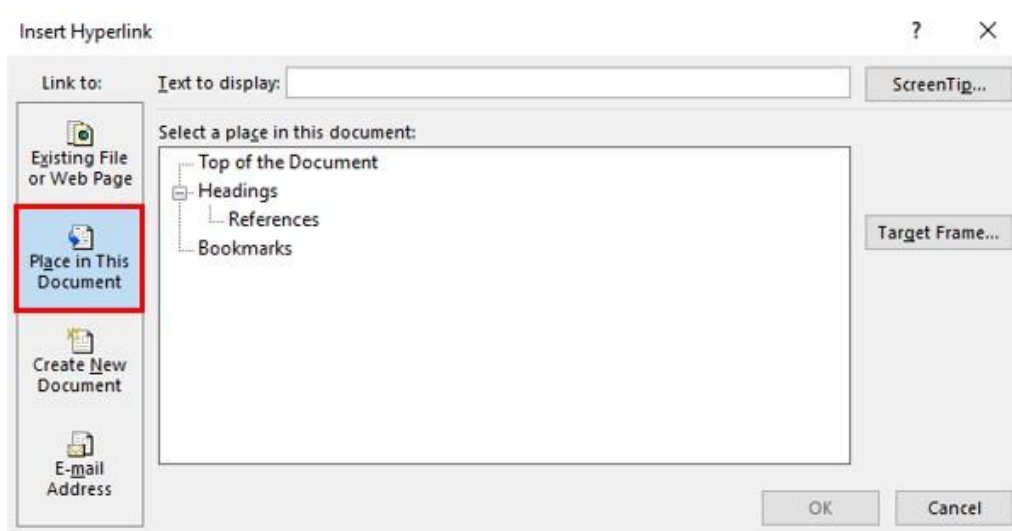 Insert Hyperlink
?
Link to:
Text to display:
ScreenTip...
Existing File
or Web Page
Place in This
Document
Create New
Document
E-mail
Address
Select a place in this document:
Top of the Document
Headings
References
Bookmarks
Target Frame...
OK
Cancel